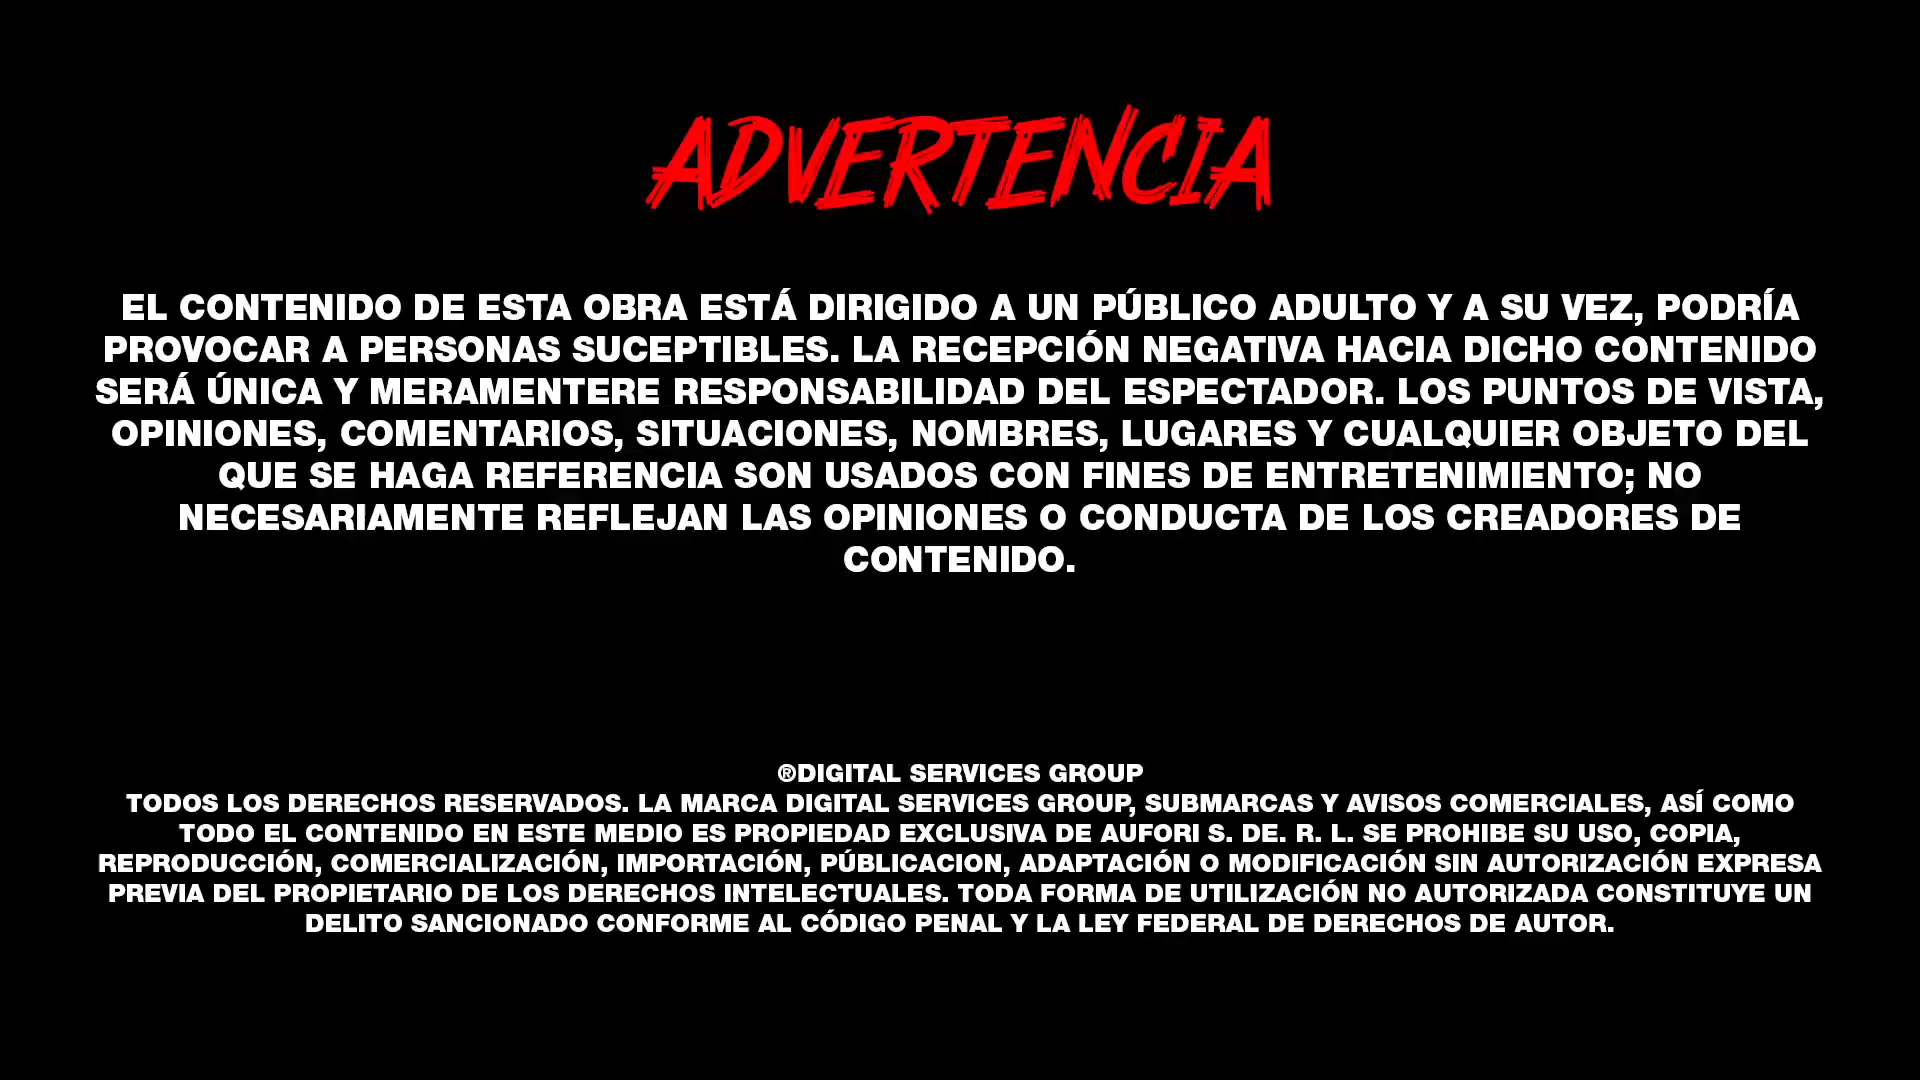 ADVERTENCIA
EL CONTENIDO DE ESTA OBRA ESTÁ DIRIGIDO A UN PÚBLICO ADULTO Y A SU VEZ, PODRÍA
PROVOCAR A PERSONAS SUCEPTIBLES. LA RECEPCIÓN NEGATIVA HACIA DICHO CONTENIDO
SERÁ ÚNICA Y MERAMENTERE RESPONSABILIDAD DEL ESPECTADOR. LOS PUNTOS DE VISTA,
OPINIONES, COMENTARIOS, SITUACIONES, NOMBRES, LUGARES Y CUALQUIER OBJETO DEL
QUE SE HAGA REFERENCIA SON USADOS CON FINES DE ENTRETENIMIENTO; NO
NECESARIAMENTE REFLEJAN LAS OPINIONES O CONDUCTA DE LOS CREADORES DE
CONTENIDO.
®DIGITAL SERVICES GROUP
TODOS LOS DERECHOS RESERVADOS. LA MARCA DIGITAL SERVICES GROUP, SUBMARCAS Y AVISOS COMERCIALES, ASÍ COMO
TODO EL CONTENIDO EN ESTE MEDIO ES PROPIEDAD EXCLUSIVA DE AUFORI S. DE. R. L. SE PROHIBE SU USO, COPIA,
REPRODUCCIÓN, COMERCIALIZACIÓN, IMPORTACIÓN, PÚBLICACION, ADAPTACIÓN O MODIFICACIÓN SIN AUTORIZACIÓN EXPRESA
PREVIA DEL PROPIETARIO DE LOS DERECHOS INTELECTUALES. TODA FORMA DE UTILIZACIÓN NO AUTORIZADA CONSTITUYE UN
DELITO SANCIONADO CONFORME AL CÓDIGO PENAL Y LA LEY FEDERAL DE DERECHOS DE AUTOR.